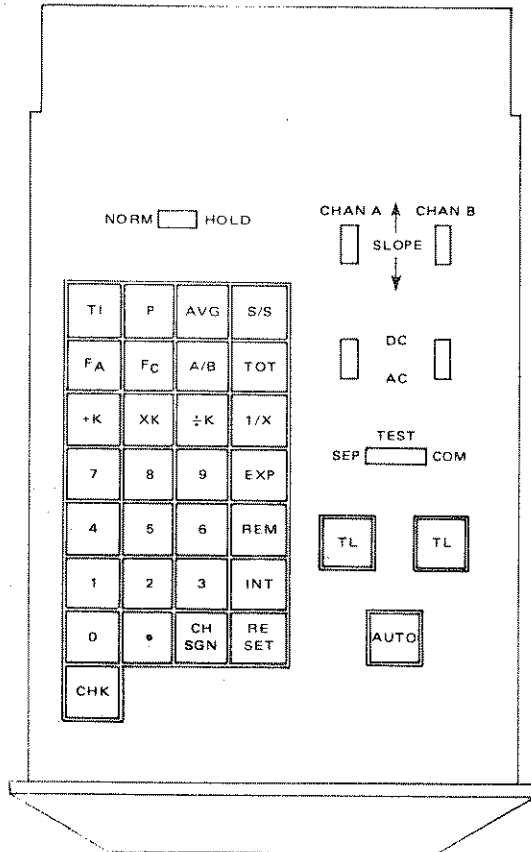 CHAN A CHAN B
NORM HOLD
SLOPE
TI P AVG S/S
DC
FA FC A/B TOT
AC
+K XK ÷K 1/X
TEST
SEP COM
7 8 9 EXP
4 5 6 REM
TL TL
1 2 3 INT
0 • CH SGN RE SET
AUTO
CHK